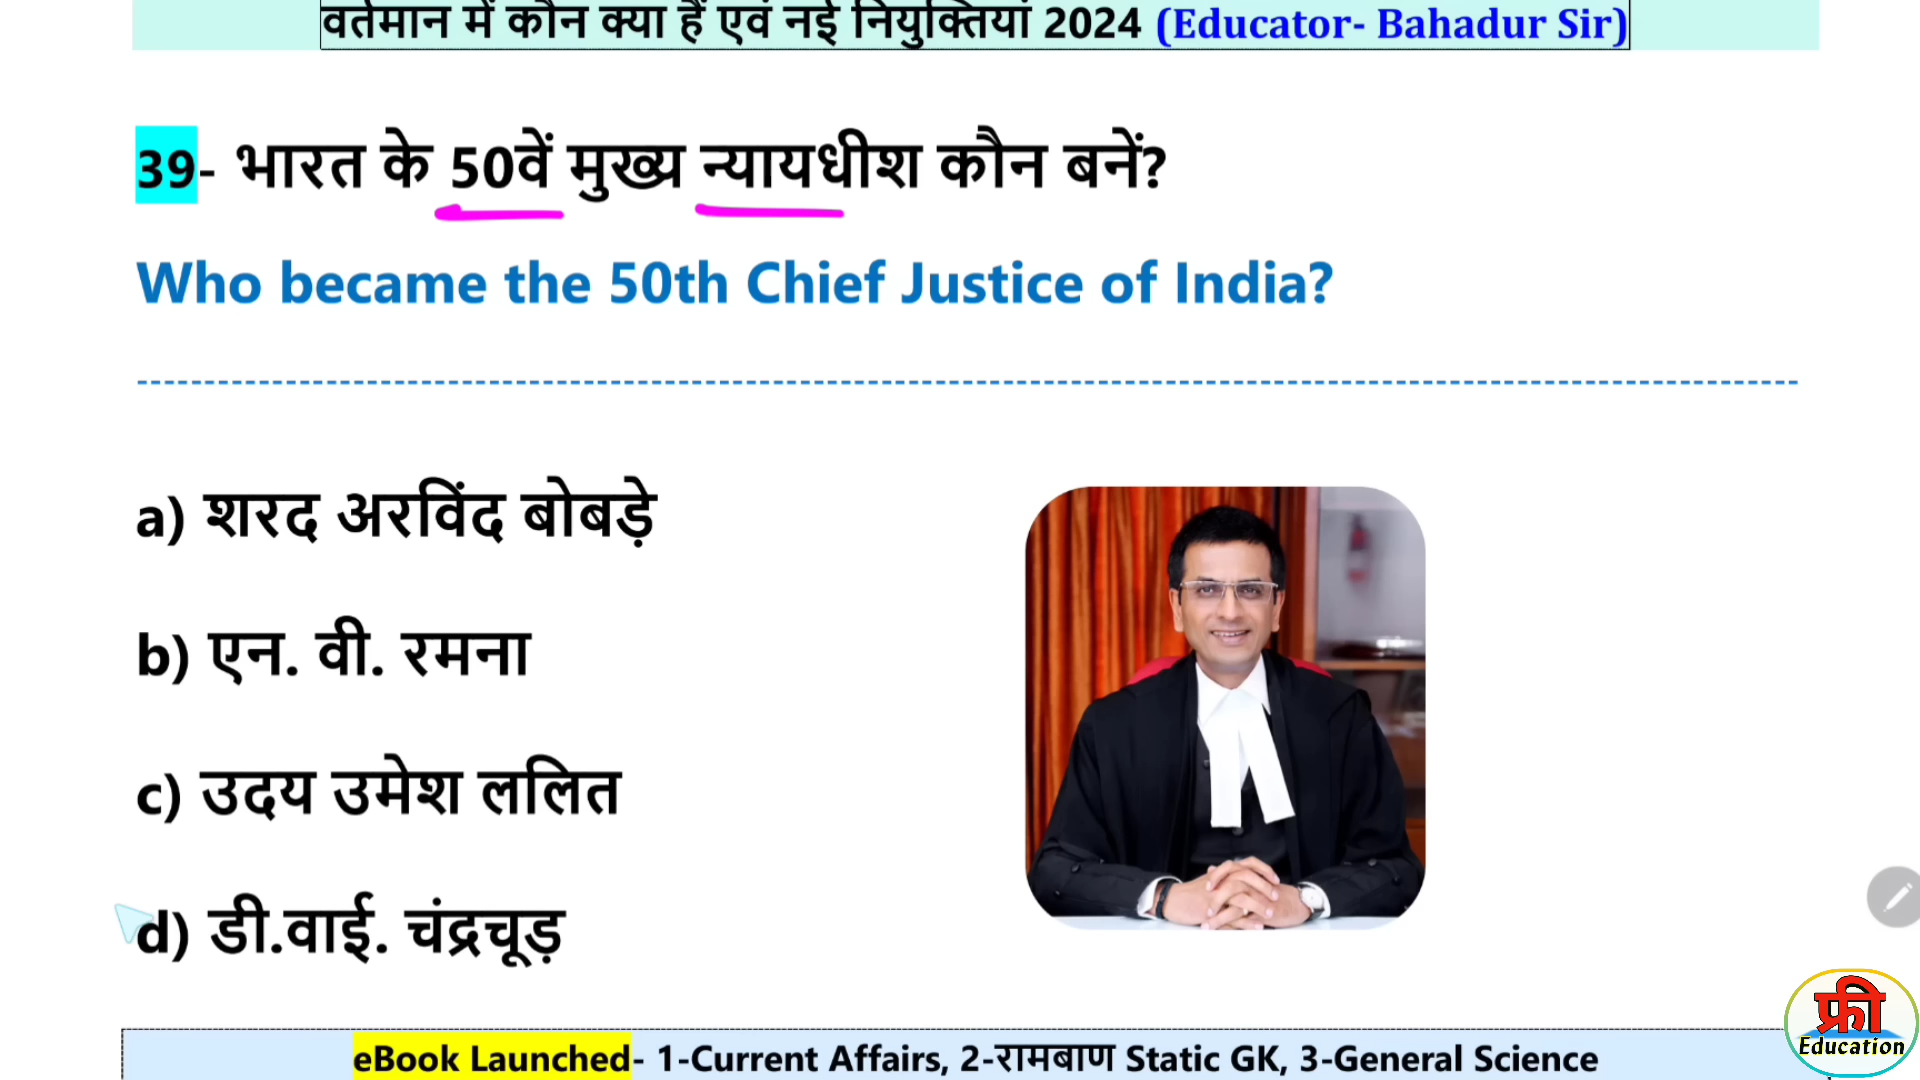 वर्तमान में कौन क्या हैं एवं नई नियुक्तियां 2024 (Educator- Bahadur Sir)
39- भारत के 50वें मुख्य न्यायधीश कौन बनें?
Who became the 50th Chief Justice of India?
a) शरद अरविंद बोबड़े
b) एन. वी. रमना
c) उदय उमेश ललित
d) डी.वाई. चंद्रचूड़
फ्री
Education
eBook Launched- 1-Current Affairs, 2-रामबाण Static GK, 3-General Science